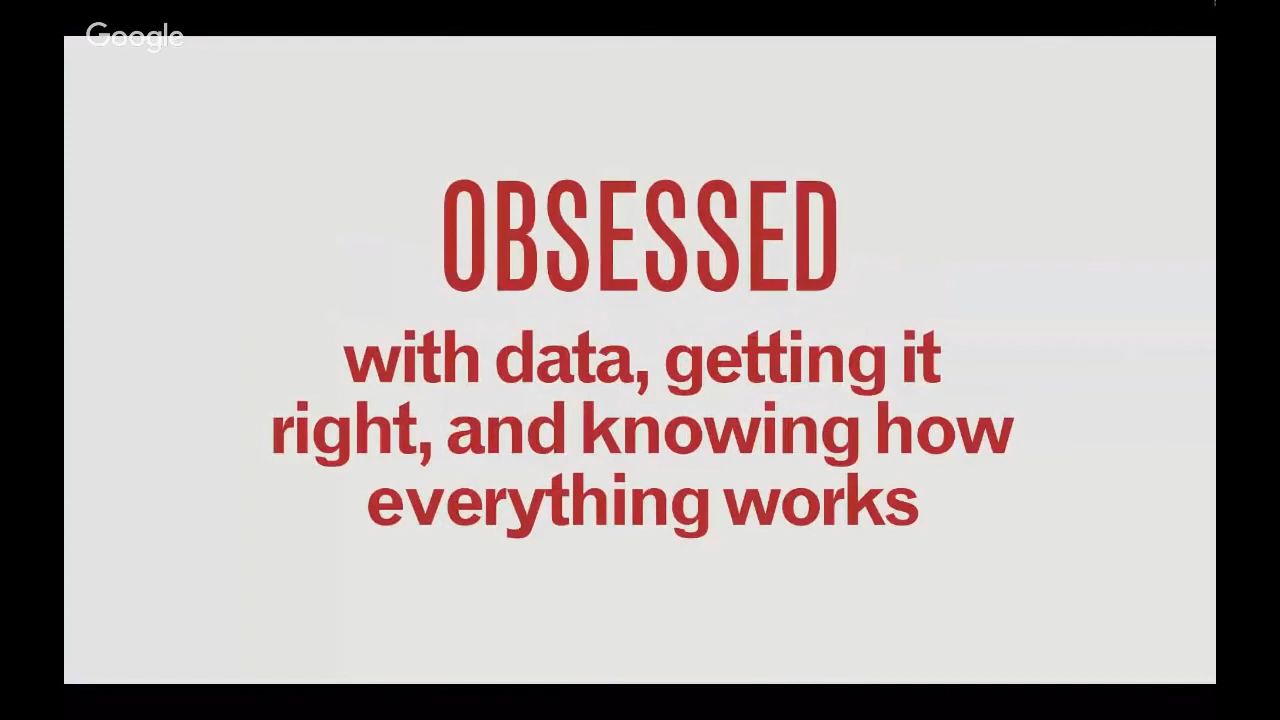 Google
OBSESSED
with data, getting it
right, and knowing how
everything works